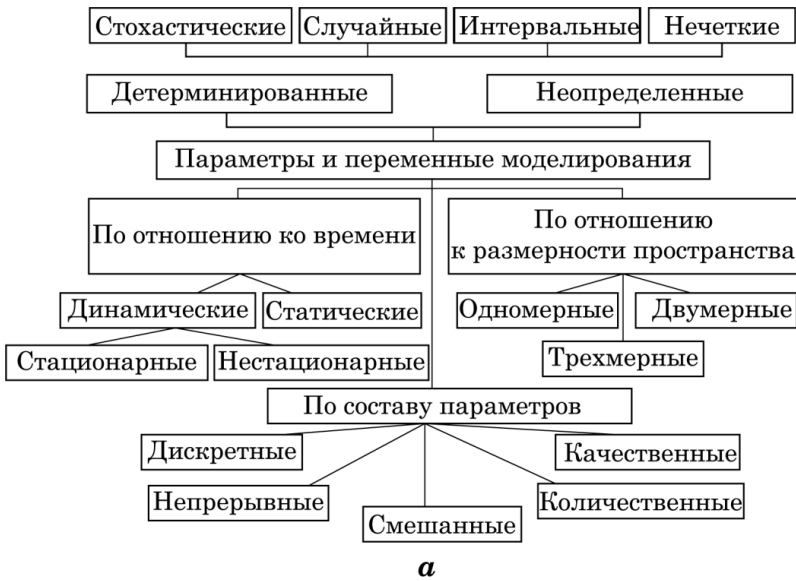 Стохастические
Случайные
Интервальные
Нечеткие
Детерминированные
Неопределенные
Параметры и переменные моделирования
По отношению ко времени
По отношению
к размерности пространства
Динамические
Статические
Одномерные
Двумерные
Стационарные
Нестационарные
Трехмерные
По составу параметров
Дискретные
Качественные
Непрерывные
Количественные
Смешанные
а